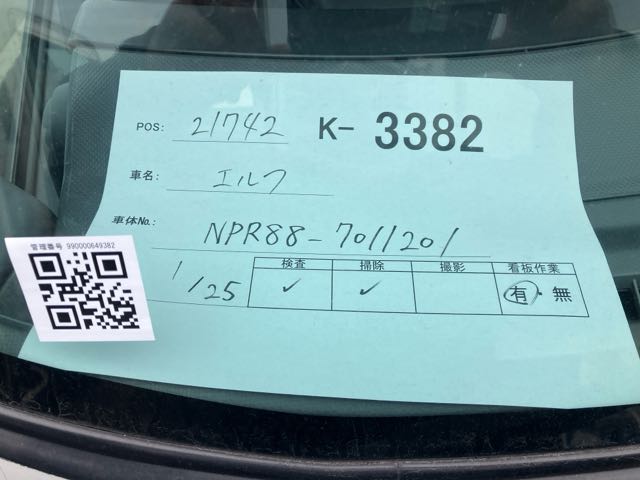 POS: 21742 K- 3382
車名: エルフ
車体No.: NPR88-7011201
管理番号 990000649382
1/25
検査 掃除 撮影 看板作業
✓ ✓ 有・無